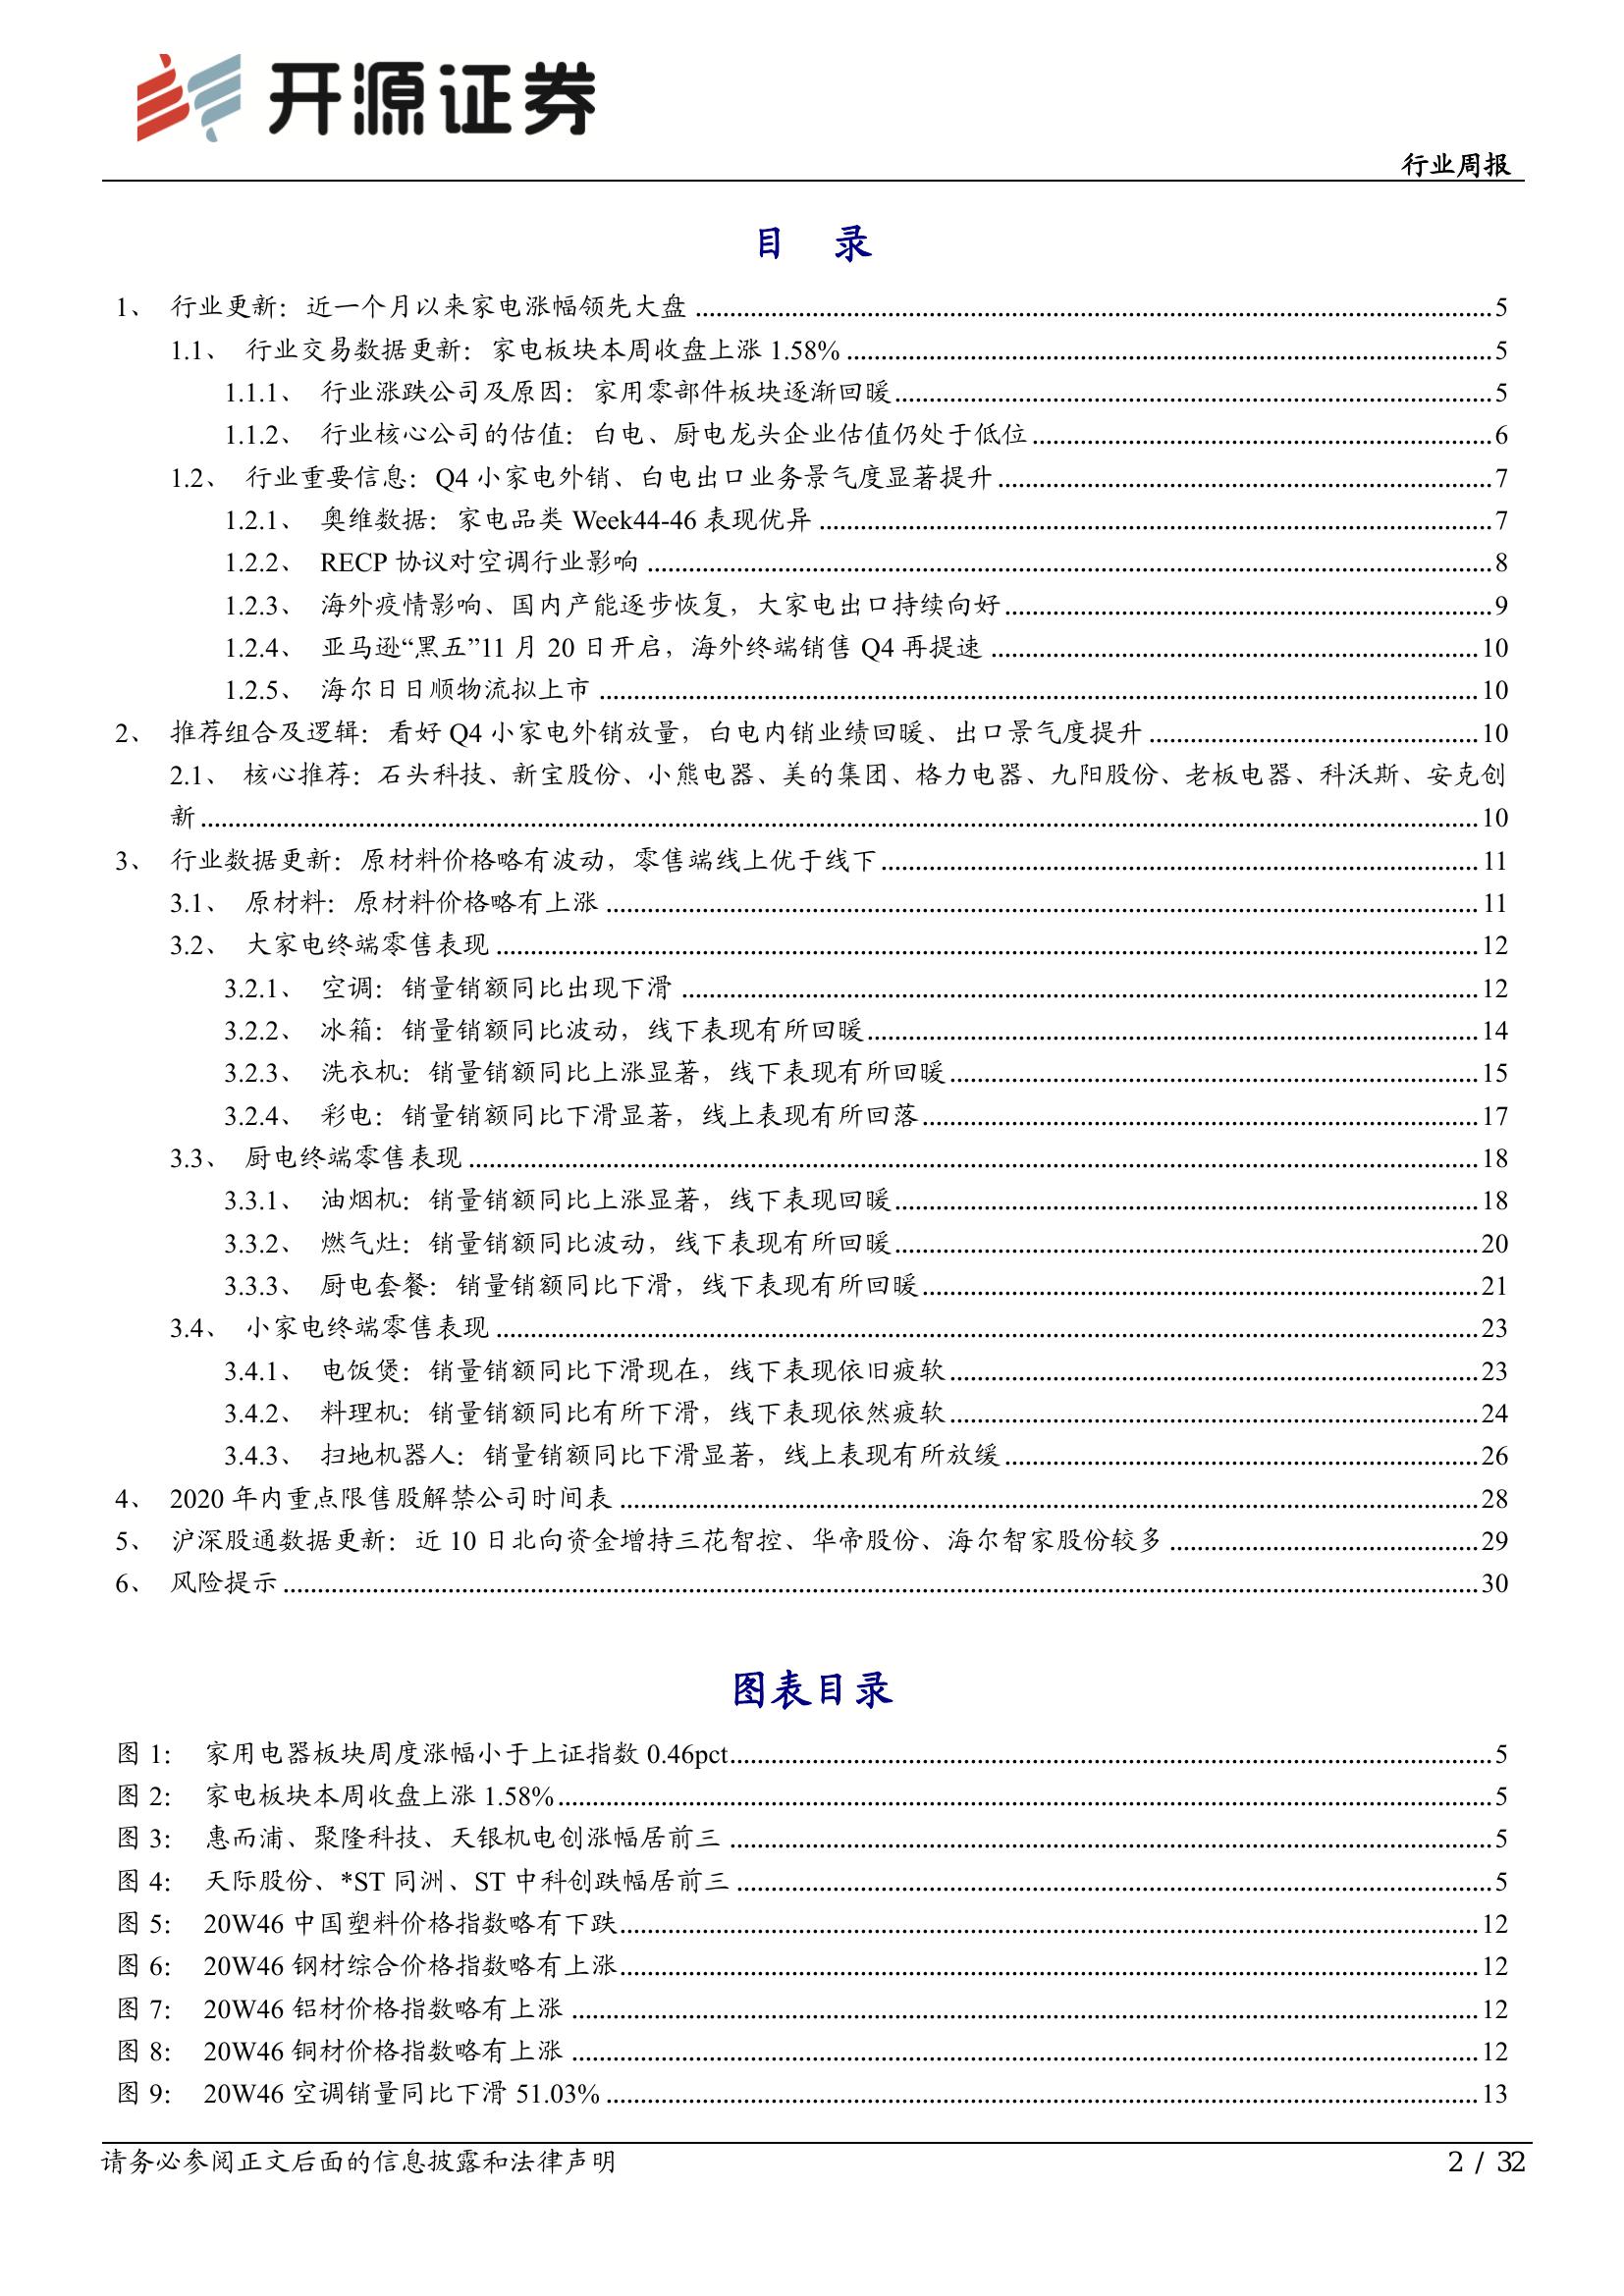 开源证券
行业周报
目 录
1、 行业更新：近一个月以来家电涨幅领先大盘 ........ 5
1.1、 行业交易数据更新：家电板块本周收盘上涨 1.58% ........ 5
1.1.1、 行业涨跌公司及原因：家用零部件板块逐渐回暖 ........ 5
1.1.2、 行业核心公司的估值：白电、厨电龙头企业估值仍处于低位 ........ 6
1.2、 行业重要信息：Q4 小家电外销、白电出口业务景气度显著提升 ........ 7
1.2.1、 奥维数据：家电品类 Week44-46 表现优异 ........ 7
1.2.2、 RECP 协议对空调行业影响 ........ 8
1.2.3、 海外疫情影响、国内产能逐步恢复，大家电出口持续向好 ........ 9
1.2.4、 亚马逊“黑五”11 月 20 日开启，海外终端销售 Q4 再提速 ........ 10
1.2.5、 海尔日日顺物流拟上市 ........ 10
2、 推荐组合及逻辑：看好 Q4 小家电外销放量，白电内销业绩回暖、出口景气度提升 ........ 10
2.1、 核心推荐：石头科技、新宝股份、小熊电器、美的集团、格力电器、九阳股份、老板电器、科沃斯、安克创
新 ........ 10
3、 行业数据更新：原材料价格略有波动，零售端线上优于线下 ........ 11
3.1、 原材料：原材料价格略有上涨 ........ 11
3.2、 大家电终端零售表现 ........ 12
3.2.1、 空调：销量销额同比出现下滑 ........ 12
3.2.2、 冰箱：销量销额同比波动，线下表现有所回暖 ........ 14
3.2.3、 洗衣机：销量销额同比上涨显著，线下表现有所回暖 ........ 15
3.2.4、 彩电：销量销额同比下滑显著，线上表现有所回落 ........ 17
3.3、 厨电终端零售表现 ........ 18
3.3.1、 油烟机：销量销额同比上涨显著，线下表现回暖 ........ 18
3.3.2、 燃气灶：销量销额同比波动，线下表现有所回暖 ........ 20
3.3.3、 厨电套餐：销量销额同比下滑，线下表现有所回暖 ........ 21
3.4、 小家电终端零售表现 ........ 23
3.4.1、 电饭煲：销量销额同比下滑现在，线下表现依旧疲软 ........ 23
3.4.2、 料理机：销量销额同比有所下滑，线下表现依然疲软 ........ 24
3.4.3、 扫地机器人：销量销额同比下滑显著，线上表现有所放缓 ........ 26
4、 2020 年内重点限售股解禁公司时间表 ........ 28
5、 沪深股通数据更新：近 10 日北向资金增持三花智控、华帝股份、海尔智家股份较多 ........ 29
6、 风险提示 ........ 30
图表目录
图 1： 家用电器板块周度涨幅小于上证指数 0.46pct ........ 5
图 2： 家电板块本周收盘上涨 1.58% ........ 5
图 3： 惠而浦、聚隆科技、天银机电创涨幅居前三 ........ 5
图 4： 天际股份、*ST 同洲、ST 中科创跌幅居前三 ........ 5
图 5： 20W46 中国塑料价格指数略有下跌 ........ 12
图 6： 20W46 钢材综合价格指数略有上涨 ........ 12
图 7： 20W46 铝材价格指数略有上涨 ........ 12
图 8： 20W46 铜材价格指数略有上涨 ........ 12
图 9： 20W46 空调销量同比下滑 51.03% ........ 13
请务必参阅正文后面的信息披露和法律声明
2 / 32